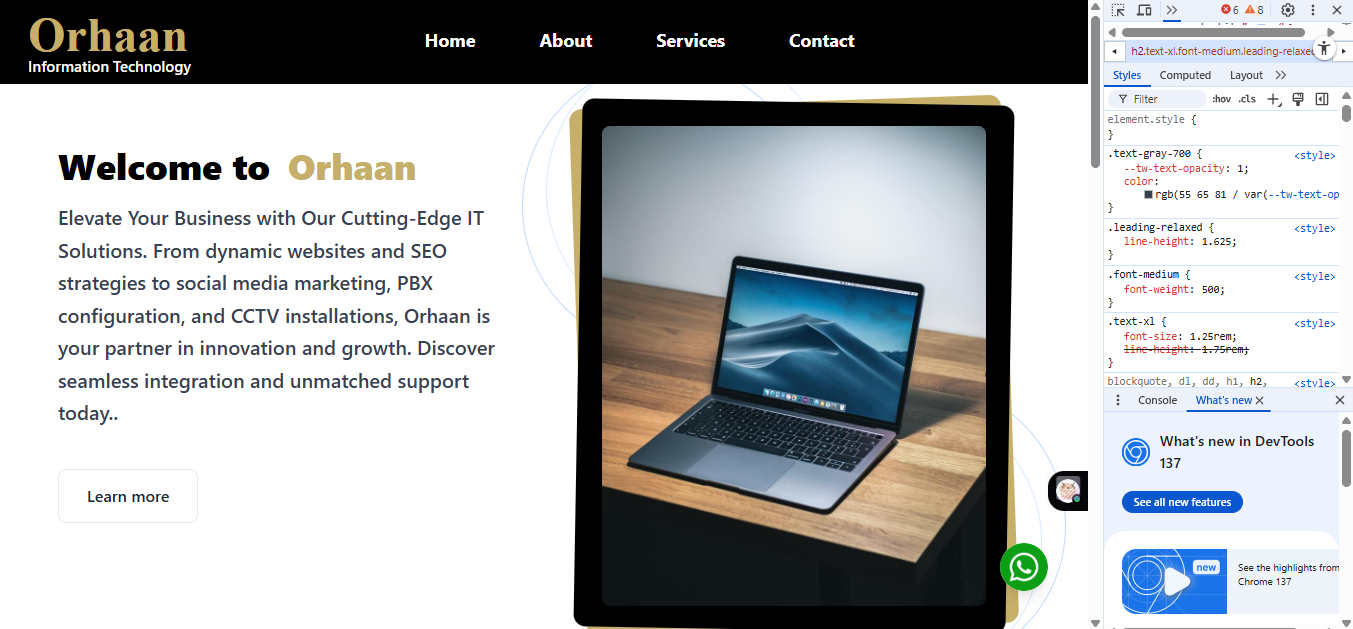 Orhaan
Information Technology
Home About Services Contact
Welcome to Orhaan
Elevate Your Business with Our Cutting-Edge IT
Solutions. From dynamic websites and SEO
strategies to social media marketing, PBX
configuration, and CCTV installations, Orhaan is
your partner in innovation and growth. Discover
seamless integration and unmatched support
today..
Learn more
6 8
h2.text-xl.font-medium.leading-relaxed
Styles Computed Layout
Filter :hov .cls
element.style {
}
.text-gray-700 { <style>
--tw-text-opacity: 1;
color:
rgb(55 65 81 / var(--tw-text-op
}
.leading-relaxed { <style>
line-height: 1.625;
}
.font-medium { <style>
font-weight: 500;
}
.text-xl { <style>
font-size: 1.25rem;
line-height: 1.75rem;
}
blockquote, dl, dd, h1, h2, <style>
Console What's new
What's new in DevTools
137
See all new features
new
See the highlights from
Chrome 137